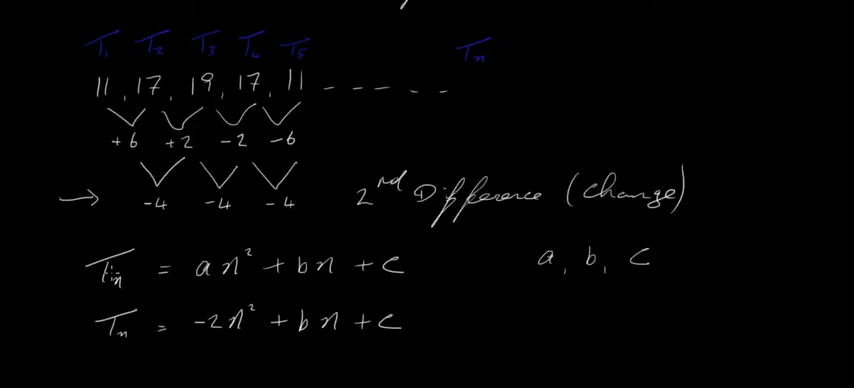 T₁ T₂ T₃ T₄ T₅ Tₙ
11, 17, 19, 17, 11 - - - - - -
+6 +2 -2 -6
→ -4 -4 -4 2nd Difference (Change)
Tₙ = an² + bn + c a, b, c
Tₙ = -2n² + bn + c